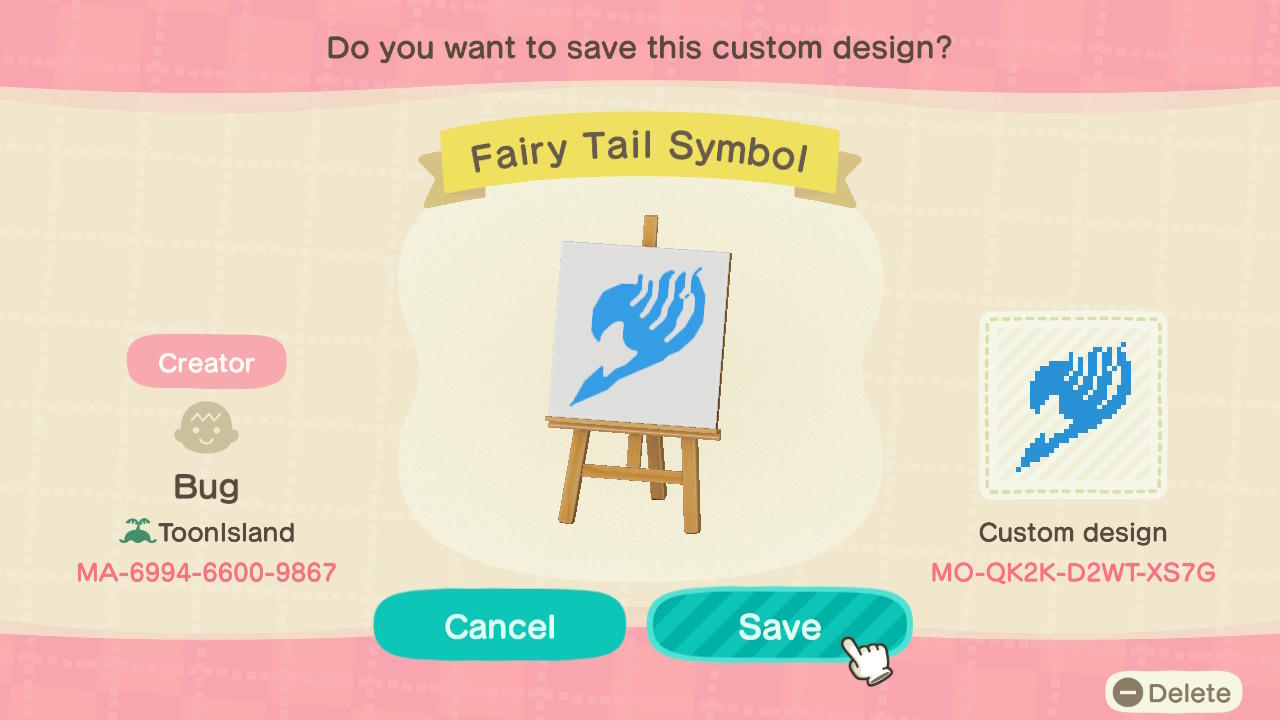 Do you want to save this custom design?
Fairy Tail Symbol
Creator
Bug
ToonIsland
MA-6994-6600-9867
Custom design
MO-QK2K-D2WT-XS7G
Cancel
Save
Delete